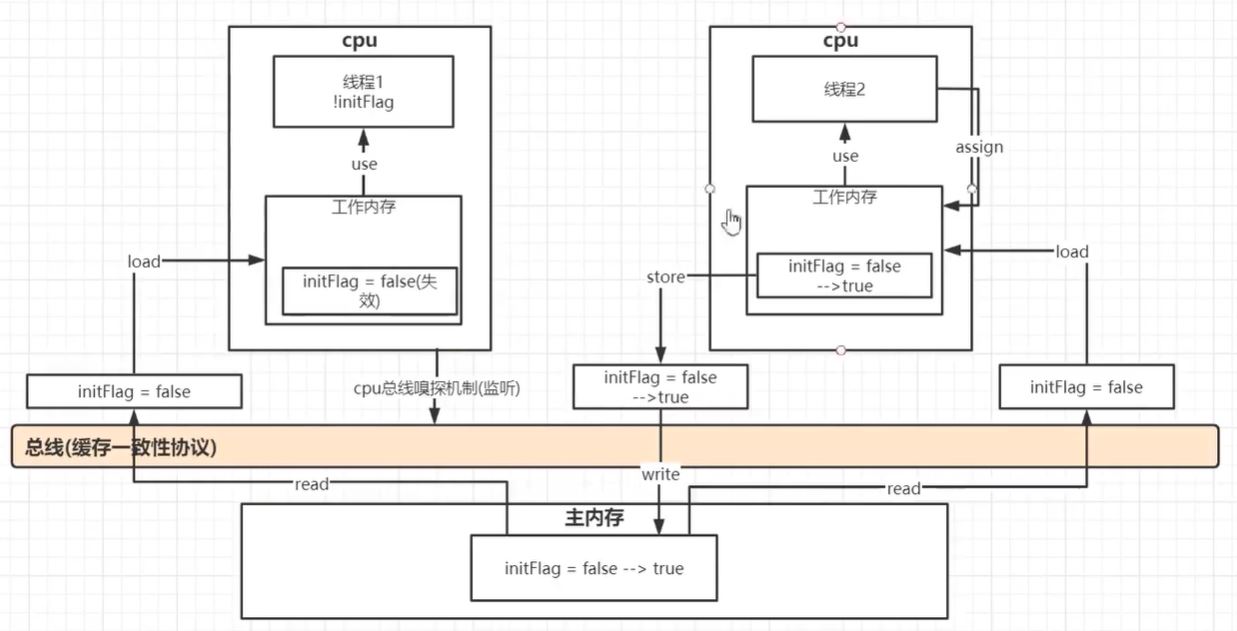 cpu
线程1
!initFlag
use
工作内存
initFlag = false(失
效)
load
initFlag = false
cpu总线嗅探机制(监听)
cpu
线程2
assign
use
工作内存
initFlag = false
-->true
store
load
initFlag = false
-->true
initFlag = false
总线(缓存一致性协议)
read
write
read
主内存
initFlag = false --> true